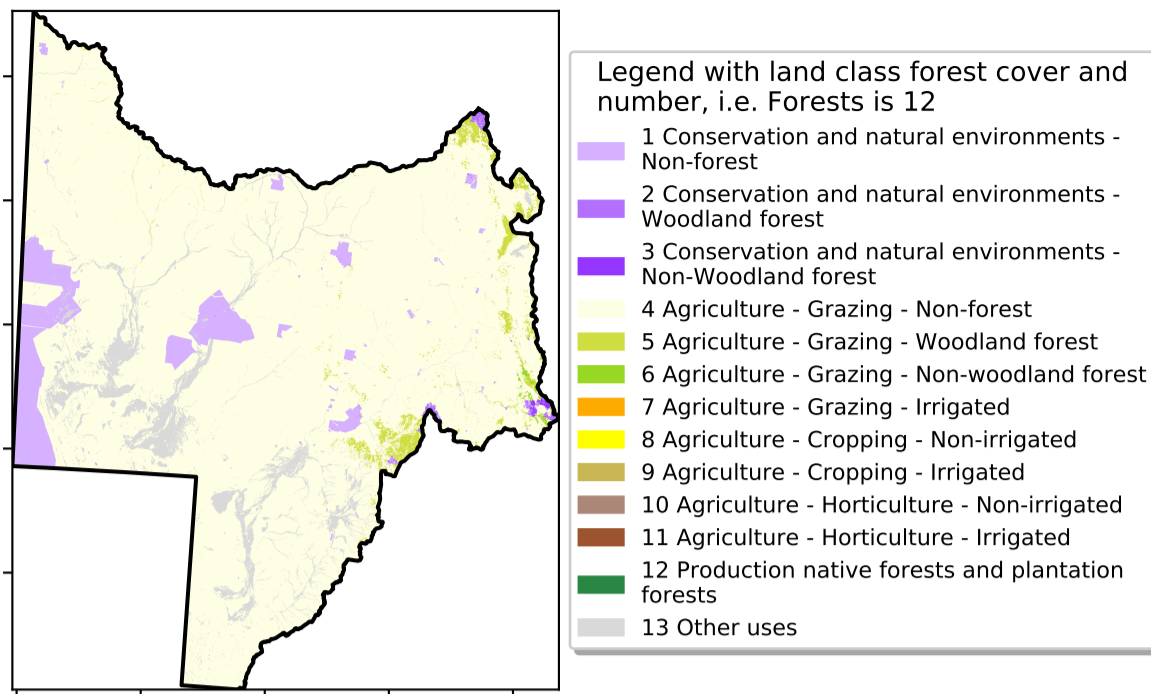 Legend with land class forest cover and
number, i.e. Forests is 12
1 Conservation and natural environments -
Non-forest
2 Conservation and natural environments -
Woodland forest
3 Conservation and natural environments -
Non-Woodland forest
4 Agriculture - Grazing - Non-forest
5 Agriculture - Grazing - Woodland forest
6 Agriculture - Grazing - Non-woodland forest
7 Agriculture - Grazing - Irrigated
8 Agriculture - Cropping - Non-irrigated
9 Agriculture - Cropping - Irrigated
10 Agriculture - Horticulture - Non-irrigated
11 Agriculture - Horticulture - Irrigated
12 Production native forests and plantation
forests
13 Other uses